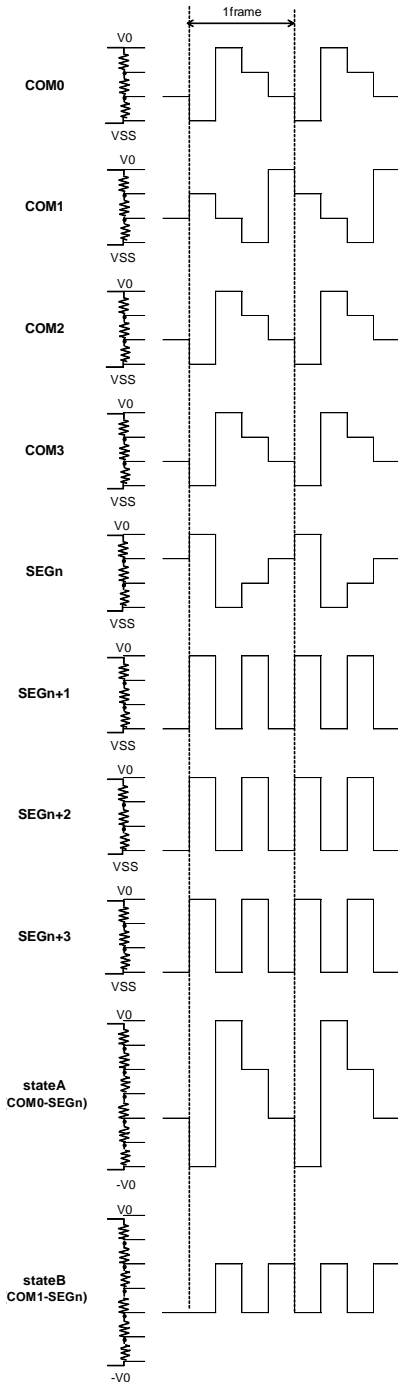 1frame
V0
COM0
VSS
V0
COM1
VSS
V0
COM2
VSS
V0
COM3
VSS
V0
SEGn
VSS
V0
SEGn+1
VSS
V0
SEGn+2
VSS
V0
SEGn+3
VSS
V0
stateA
(COM0-SEGn)
-V0
V0
stateB
(COM1-SEGn)
-V0